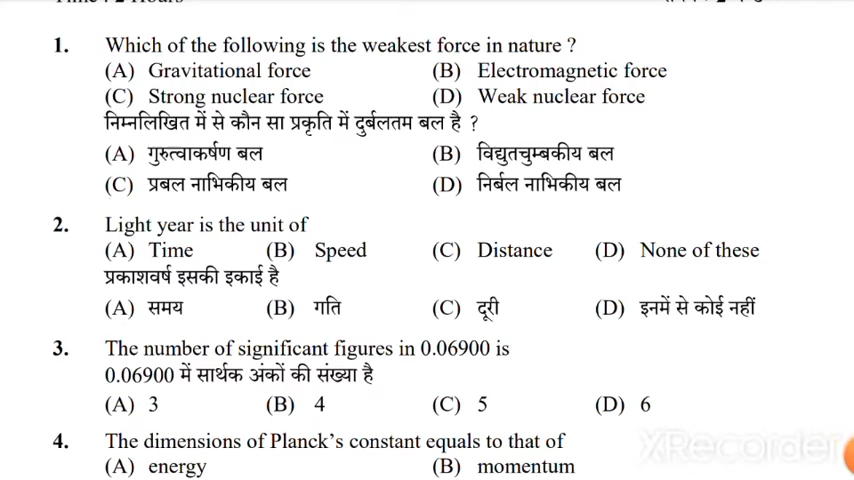 1. Which of the following is the weakest force in nature ?
(A) Gravitational force (B) Electromagnetic force
(C) Strong nuclear force (D) Weak nuclear force
निम्नलिखित में से कौन सा प्रकृति में दुर्बलतम बल है ?
(A) गुरुत्वाकर्षण बल (B) विद्युतचुम्बकीय बल
(C) प्रबल नाभिकीय बल (D) निर्बल नाभिकीय बल
2. Light year is the unit of
(A) Time (B) Speed (C) Distance (D) None of these
प्रकाशवर्ष इसकी इकाई है
(A) समय (B) गति (C) दूरी (D) इनमें से कोई नहीं
3. The number of significant figures in 0.06900 is
0.06900 में सार्थक अंकों की संख्या है
(A) 3 (B) 4 (C) 5 (D) 6
4. The dimensions of Planck’s constant equals to that of
(A) energy (B) momentum
XRecorder